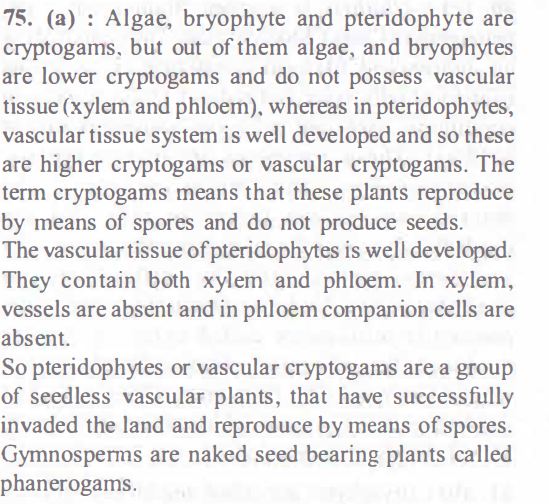 75. (a) : Algae, bryophyte and pteridophyte are
cryptogams, but out of them algae, and bryophytes
are lower cryptogams and do not possess vascular
tissue (xylem and phloem), whereas in pteridophytes,
vascular tissue system is well developed and so these
are higher cryptogams or vascular cryptogams. The
term cryptogams means that these plants reproduce
by means of spores and do not produce seeds.
The vascular tissue of pteridophytes is well developed.
They contain both xylem and phloem. In xylem,
vessels are absent and in phloem companion cells are
absent.
So pteridophytes or vascular cryptogams are a group
of seedless vascular plants, that have successfully
invaded the land and reproduce by means of spores.
Gymnosperms are naked seed bearing plants called
phanerogams.